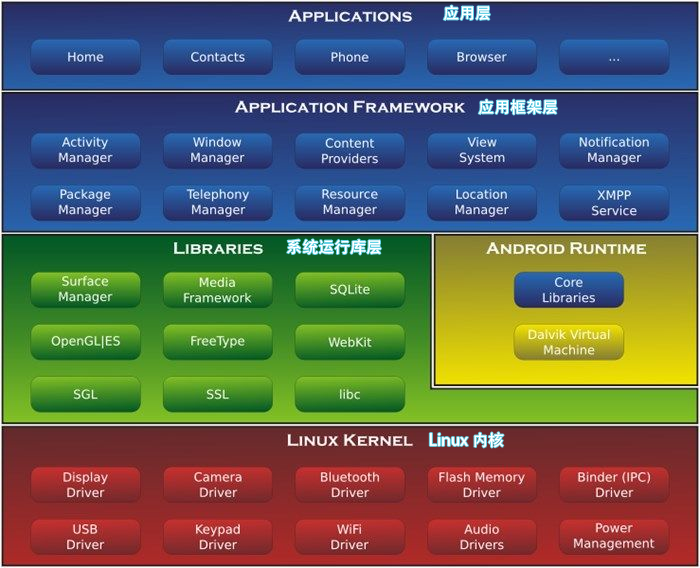 APPLICATIONS 应用层
Home
Contacts
Phone
Browser
...
APPLICATION FRAMEWORK 应用框架层
Activity
Manager
Window
Manager
Content
Providers
View
System
Notification
Manager
Package
Manager
Telephony
Manager
Resource
Manager
Location
Manager
XMPP
Service
LIBRARIES 系统运行库层
Surface
Manager
Media
Framework
SQLite
OpenGL|ES
FreeType
WebKit
SGL
SSL
libc
ANDROID RUNTIME
Core
Libraries
Dalvik Virtual
Machine
LINUX KERNEL Linux 内核
Display
Driver
Camera
Driver
Bluetooth
Driver
Flash Memory
Driver
Binder (IPC)
Driver
USB
Driver
Keypad
Driver
WiFi
Driver
Audio
Drivers
Power
Management